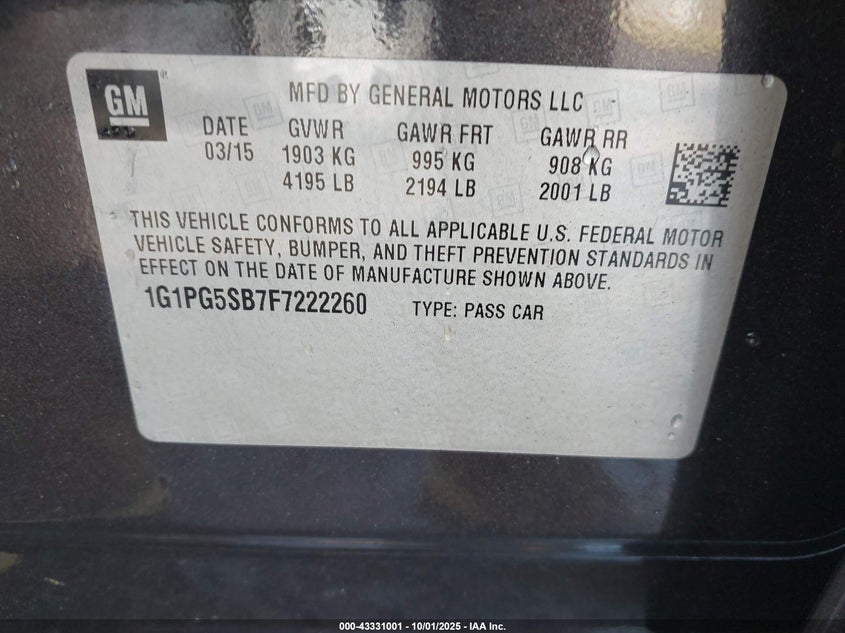 GM
MFD BY GENERAL MOTORS LLC
DATE GVWR GAWR FRT GAWR RR
03/15 1903 KG 995 KG 908 KG
4195 LB 2194 LB 2001 LB
THIS VEHICLE CONFORMS TO ALL APPLICABLE U.S. FEDERAL MOTOR
VEHICLE SAFETY, BUMPER, AND THEFT PREVENTION STANDARDS IN
EFFECT ON THE DATE OF MANUFACTURE SHOWN ABOVE.
1G1PG5SB7F7222260 TYPE: PASS CAR
000-43331001 - 10/01/2025 - IAA Inc.